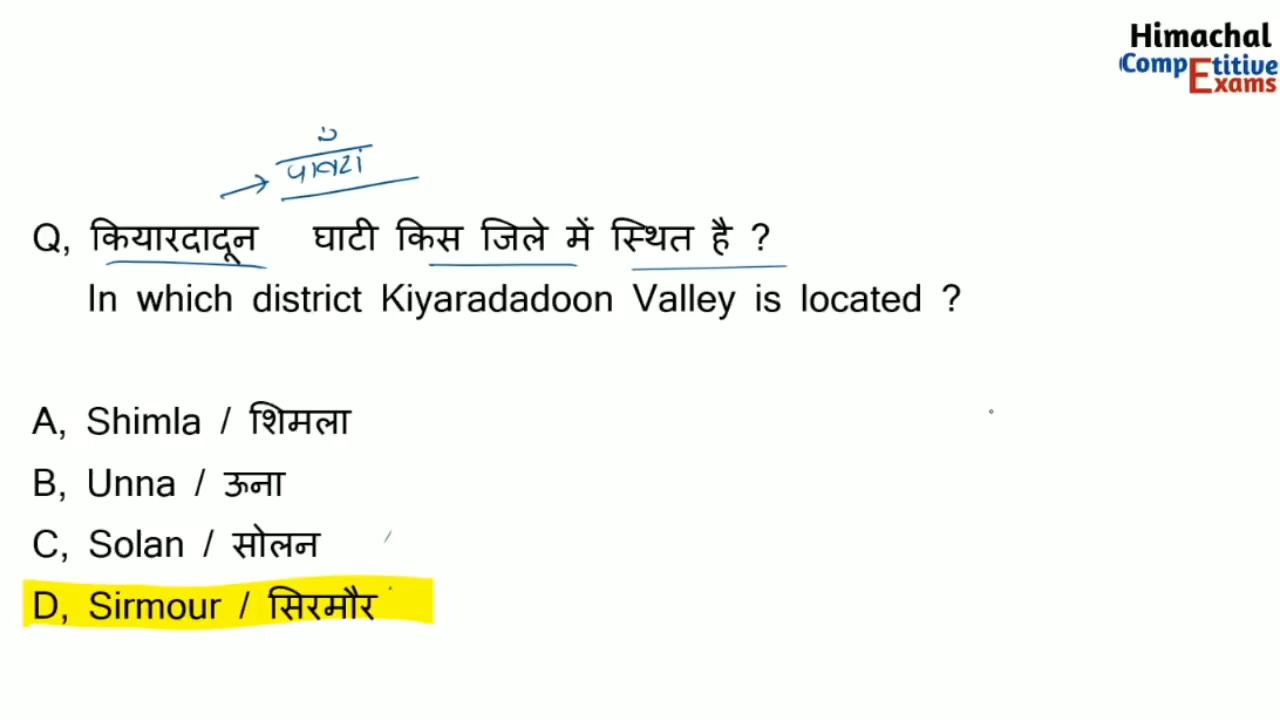 Himachal
CompEtitive
Exams
पावटा
Q, कियारदादून घाटी किस जिले में स्थित है ?
In which district Kiyaradadoon Valley is located ?
A, Shimla / शिमला
B, Unna / ऊना
C, Solan / सोलन
D, Sirmour / सिरमौर